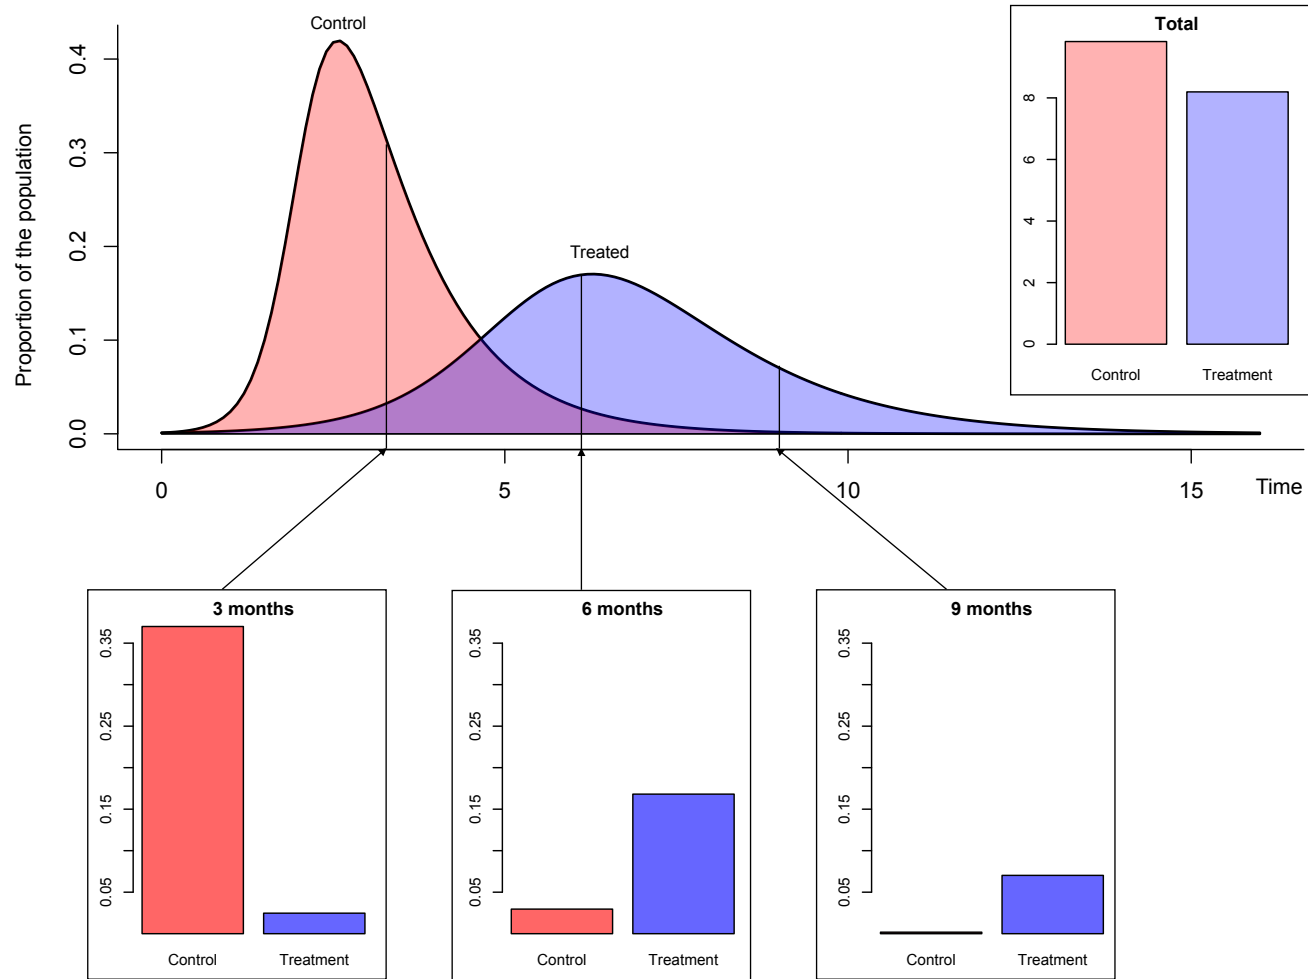 Control
Treated
Proportion of the population
0.4
0.3
0.2
0.1
0.0
0
5
10
15
Time
Total
8
6
4
2
0
Control
Treatment
3 months
0.35
0.25
0.15
0.05
Control
Treatment
6 months
0.35
0.25
0.15
0.05
Control
Treatment
9 months
0.35
0.25
0.15
0.05
Control
Treatment